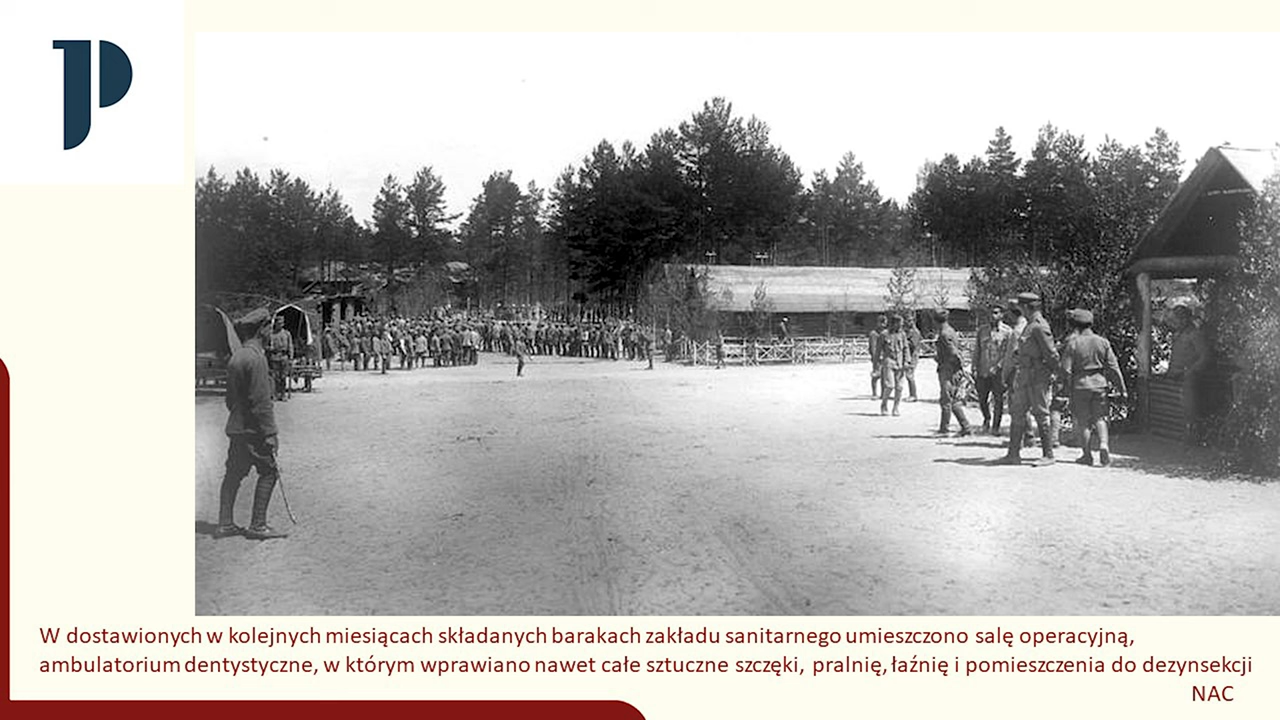 W dostawionych w kolejnych miesiącach składanych barakach zakładu sanitarnego umieszczono salę operacyjną,
ambulatorium dentystyczne, w którym wprawiano nawet całe sztuczne szczęki, pralnię, łaźnię i pomieszczenia do dezynsekcji
NAC